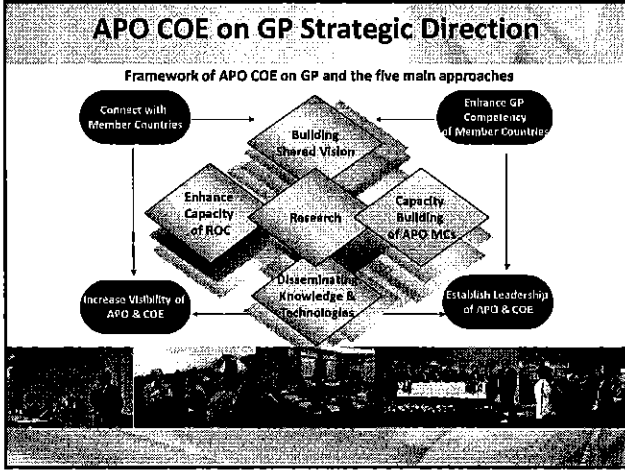 APO COE on GP Strategic Direction
Framework of APO COE on GP and the five main approaches
Connect with
Member Countries
Enhance GP
Competency
of Member Countries
Building
Shared Vision
Enhance
Capacity
of ROC
Research
Capacity
Building
of APO MCs
Disseminating
Knowledge &
Technologies
Increase Visibility of
APO & COE
Establish Leadership
of APO & COE